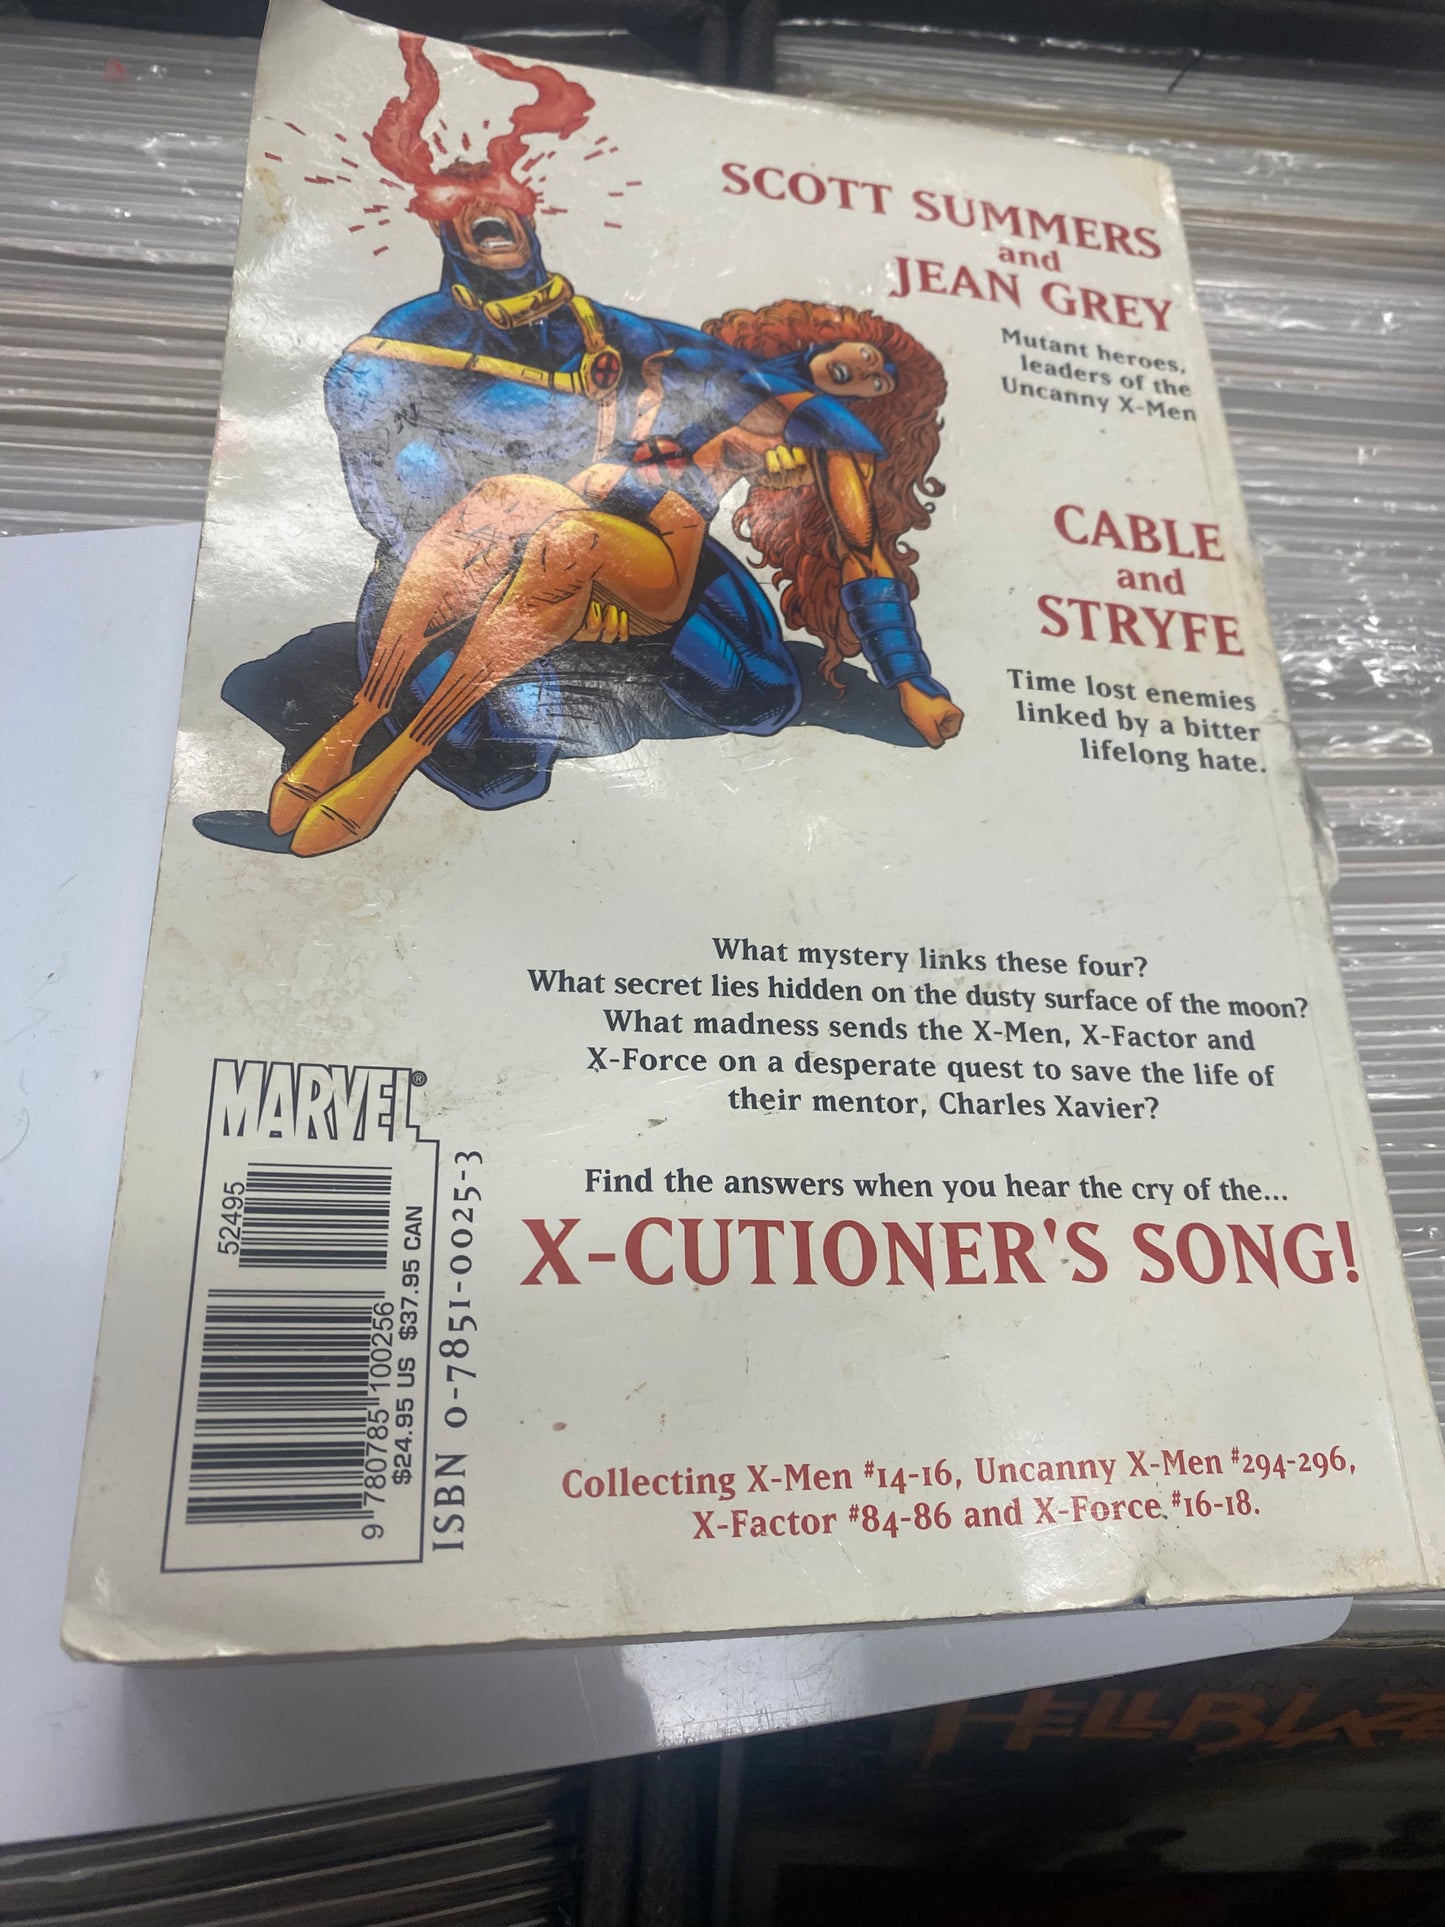 SCOTT SUMMERS
and
JEAN GREY
Mutant heroes,
leaders of the
Uncanny X-Men
CABLE
and
STRYFE
Time lost enemies
linked by a bitter
lifelong hate.
What mystery links these four?
What secret lies hidden on the dusty surface of the moon?
What madness sends the X-Men, X-Factor and
X-Force on a desperate quest to save the life of
their mentor, Charles Xavier?
Find the answers when you hear the cry of the...
X-CUTIONER'S SONG!
Collecting X-Men #14-16, Uncanny X-Men #294-296,
X-Factor #84-86 and X-Force. #16-18.
MARVEL®
52495
9 780785 100256
$24.95 US $37.95 CAN
ISBN 0-7851-0025-3
HELLBLAZE